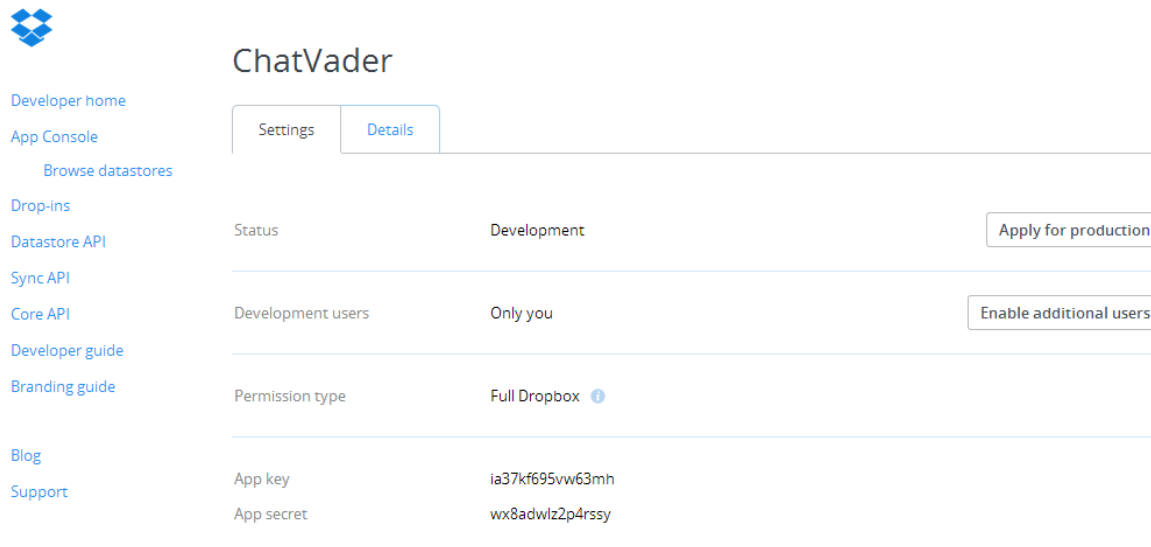 ChatVader
Developer home
App Console
Browse datastores
Drop-ins
Datastore API
Sync API
Core API
Developer guide
Branding guide
Blog
Support
Settings Details
Status Development Apply for production
Development users Only you Enable additional users
Permission type Full Dropbox i
App key ia37kf695vw63mh
App secret wx8adwlz2p4rssy